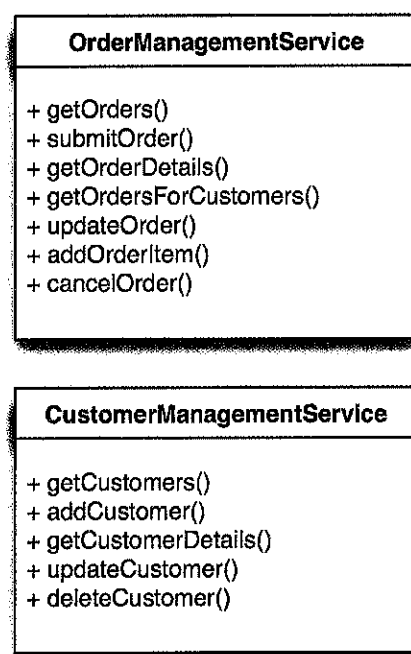 OrderManagementService
+ getOrders()
+ submitOrder()
+ getOrderDetails()
+ getOrdersForCustomers()
+ updateOrder()
+ addOrderItem()
+ cancelOrder()
CustomerManagementService
+ getCustomers()
+ addCustomer()
+ getCustomerDetails()
+ updateCustomer()
+ deleteCustomer()